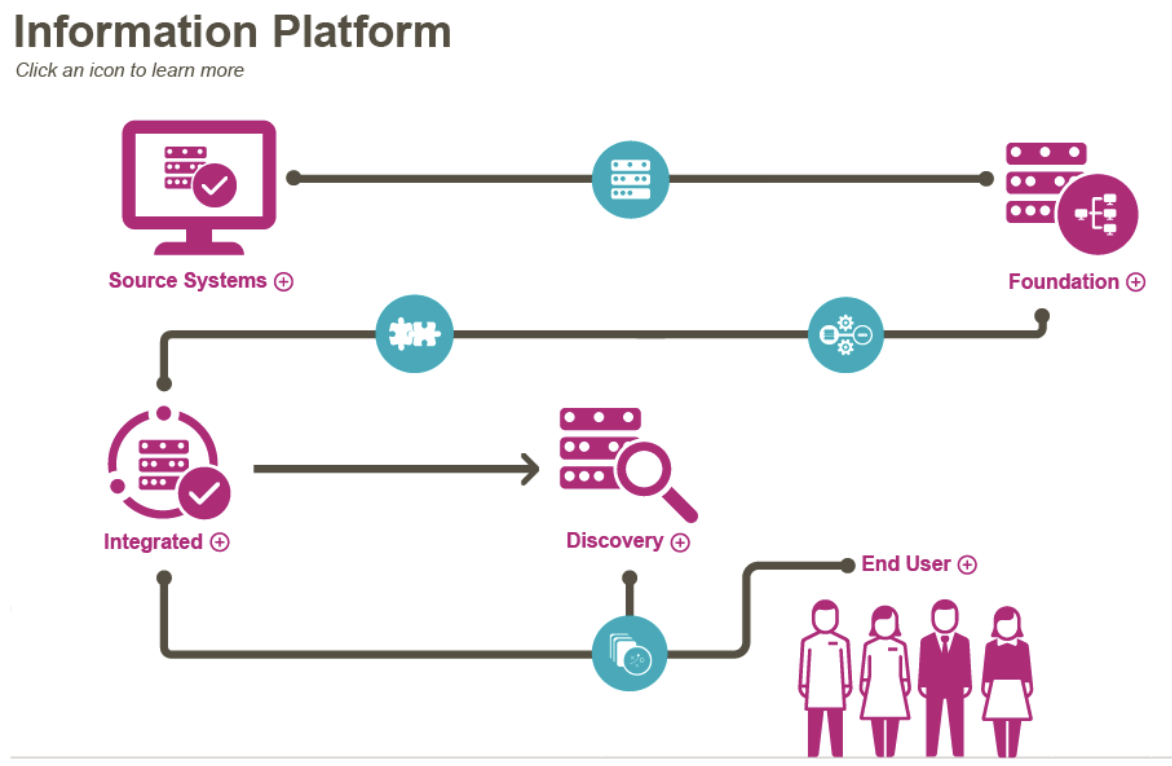 Information Platform
Click an icon to learn more
Source Systems
Foundation
Integrated
Discovery
End User